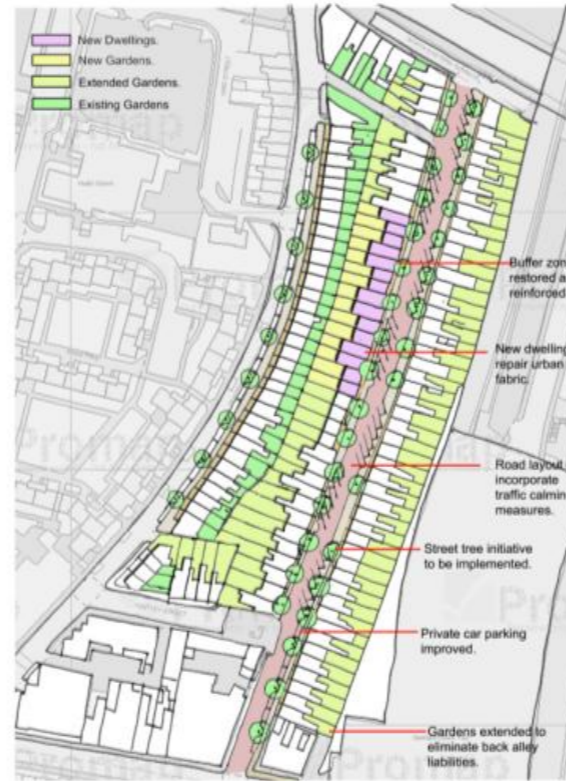 New Dwellings.
New Gardens.
Extended Gardens.
Existing Gardens
Buffer zon
restored a
reinforced
New dwelling
repair urban
fabric.
Road layout
incorporate
traffic calmin
measures.
Street tree initiative
to be implemented.
Private car parking
improved.
Gardens extended to
eliminate back alley
liabilities.
Promap
Promap
Promap
Pro
Promap
Promap